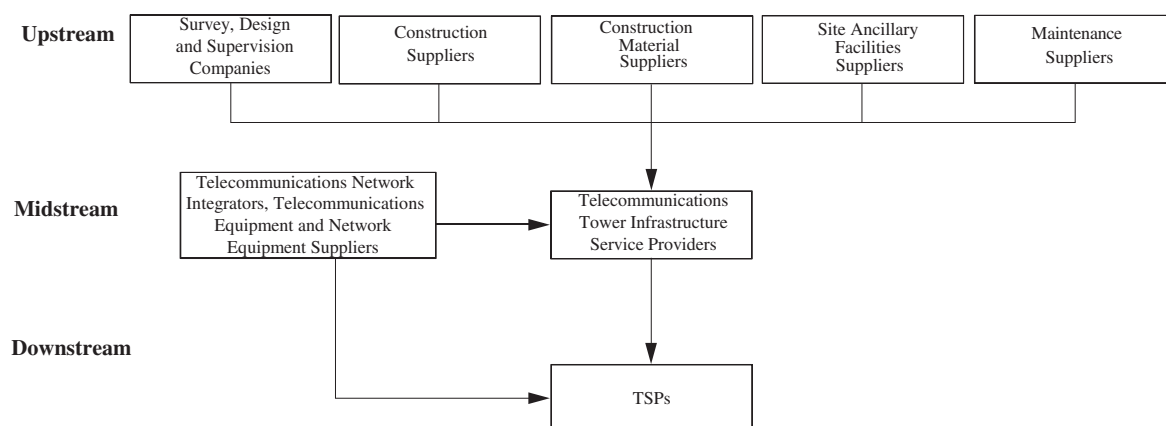 Upstream
Survey, Design
and Supervision
Companies
Construction
Suppliers
Construction
Material
Suppliers
Site Ancillary
Facilities
Suppliers
Maintenance
Suppliers
Midstream
Telecommunications Network
Integrators, Telecommunications
Equipment and Network
Equipment Suppliers
Telecommunications
Tower Infrastructure
Service Providers
Downstream
TSPs